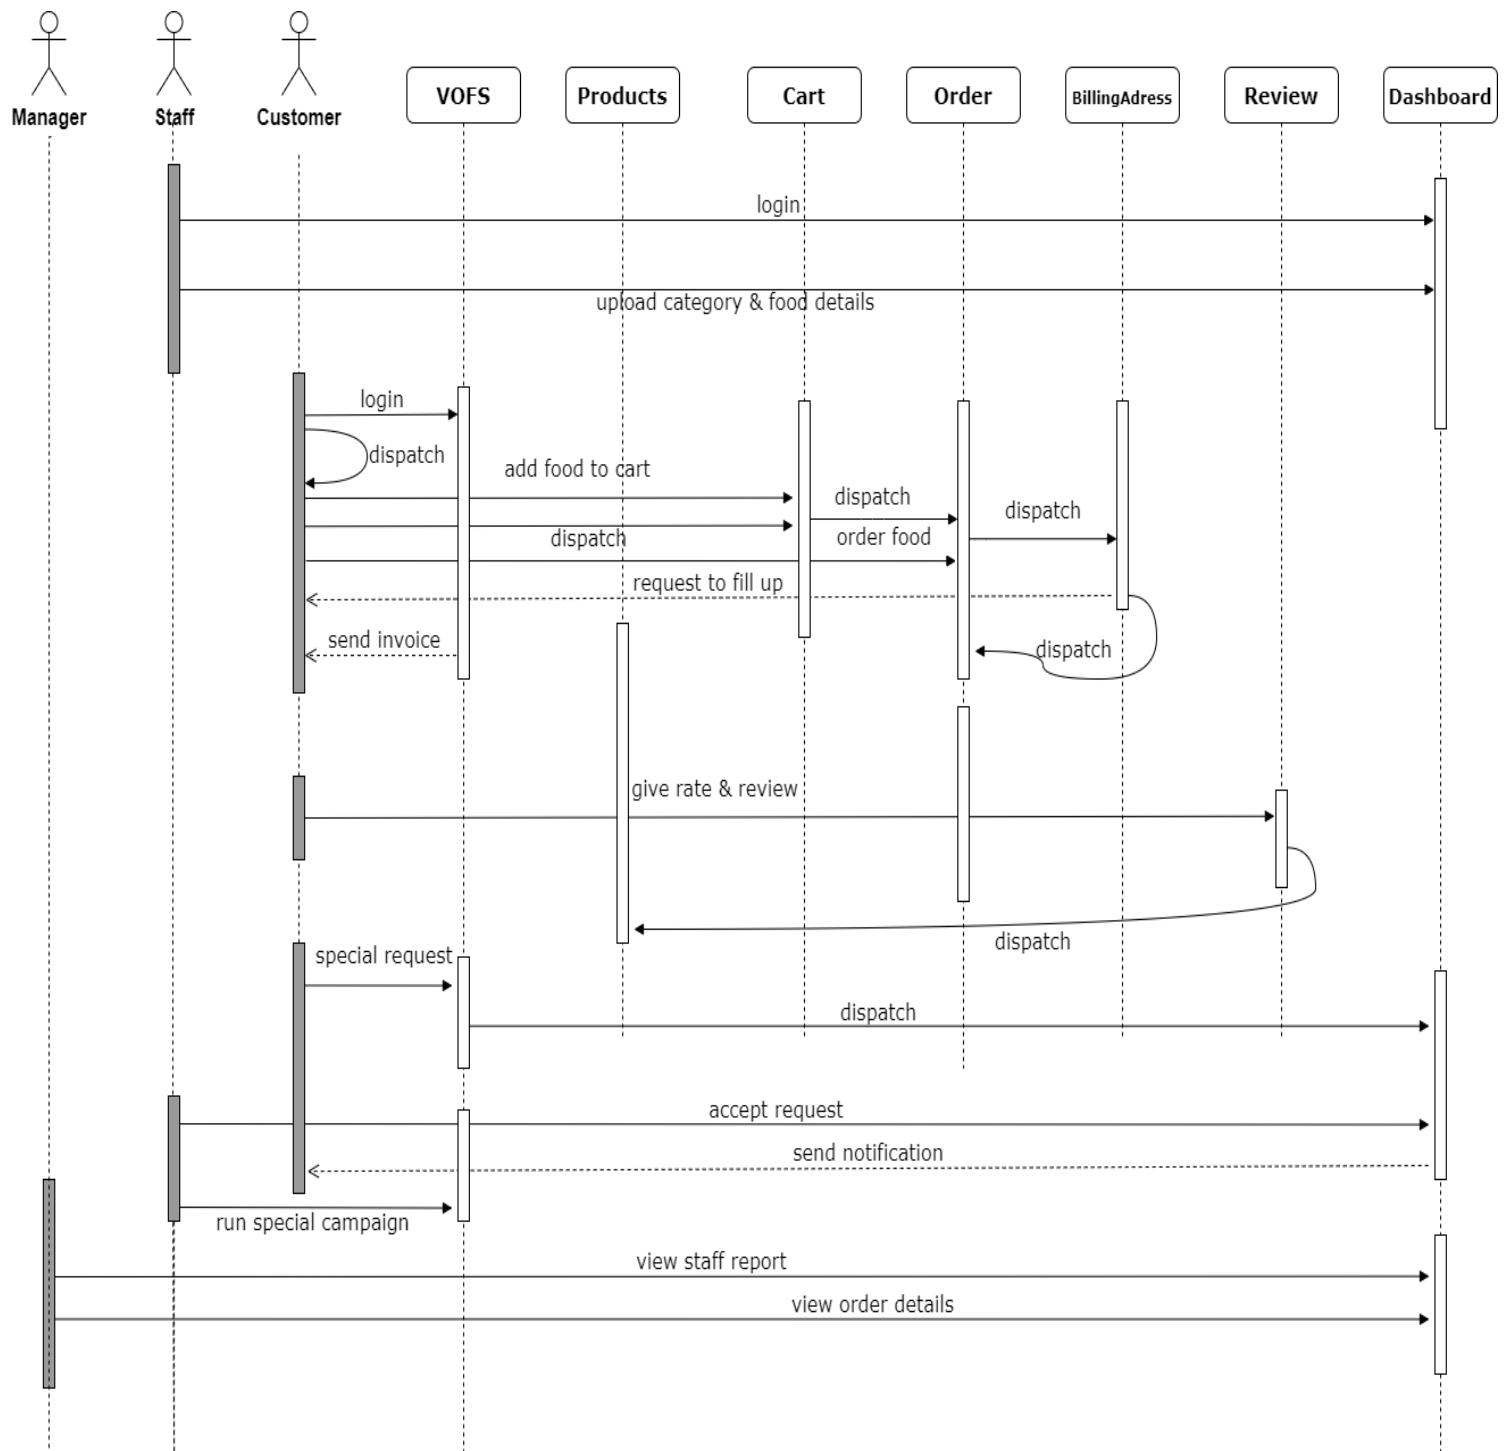 Manager
Staff
Customer
VOFS
Products
Cart
Order
BillingAdress
Review
Dashboard
login
upload category & food details
login
dispatch
add food to cart
dispatch
dispatch
dispatch
order food
request to fill up
send invoice
dispatch
give rate & review
dispatch
special request
dispatch
accept request
send notification
run special campaign
view staff report
view order details